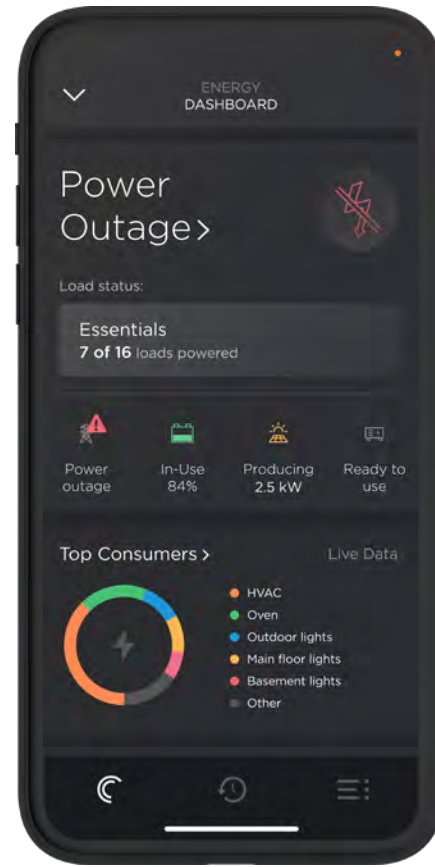 ENERGY
DASHBOARD
Power
Outage>
Load status:
Essentials
7 of 16 loads powered
Power
outage
In-Use
84%
Producing
2.5 kW
Ready to
use
Top Consumers >
Live Data
HVAC
Oven
Outdoor lights
Main floor lights
Basement lights
Other